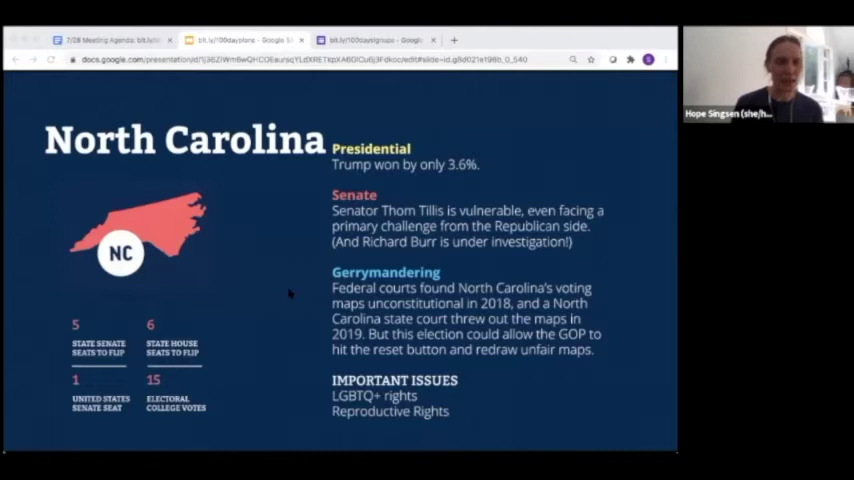 7/28 Meeting Agenda: bit.ly/
bit.ly/100dayplans - Google Sl
bit.ly/100daysignups - Google
North Carolina
NC
5
STATE SENATE
SEATS TO FLIP
6
STATE HOUSE
SEATS TO FLIP
1
UNITED STATES
SENATE SEAT
15
ELECTORAL
COLLEGE VOTES
Presidential
Trump won by only 3.6%.
Senate
Senator Thom Tillis is vulnerable, even facing a
primary challenge from the Republican side.
(And Richard Burr is under investigation!)
Gerrymandering
Federal courts found North Carolina's voting
maps unconstitutional in 2018, and a North
Carolina state court threw out the maps in
2019. But this election could allow the GOP to
hit the reset button and redraw unfair maps.
IMPORTANT ISSUES
LGBTQ+ rights
Reproductive Rights
Hope Singsen (she/h...